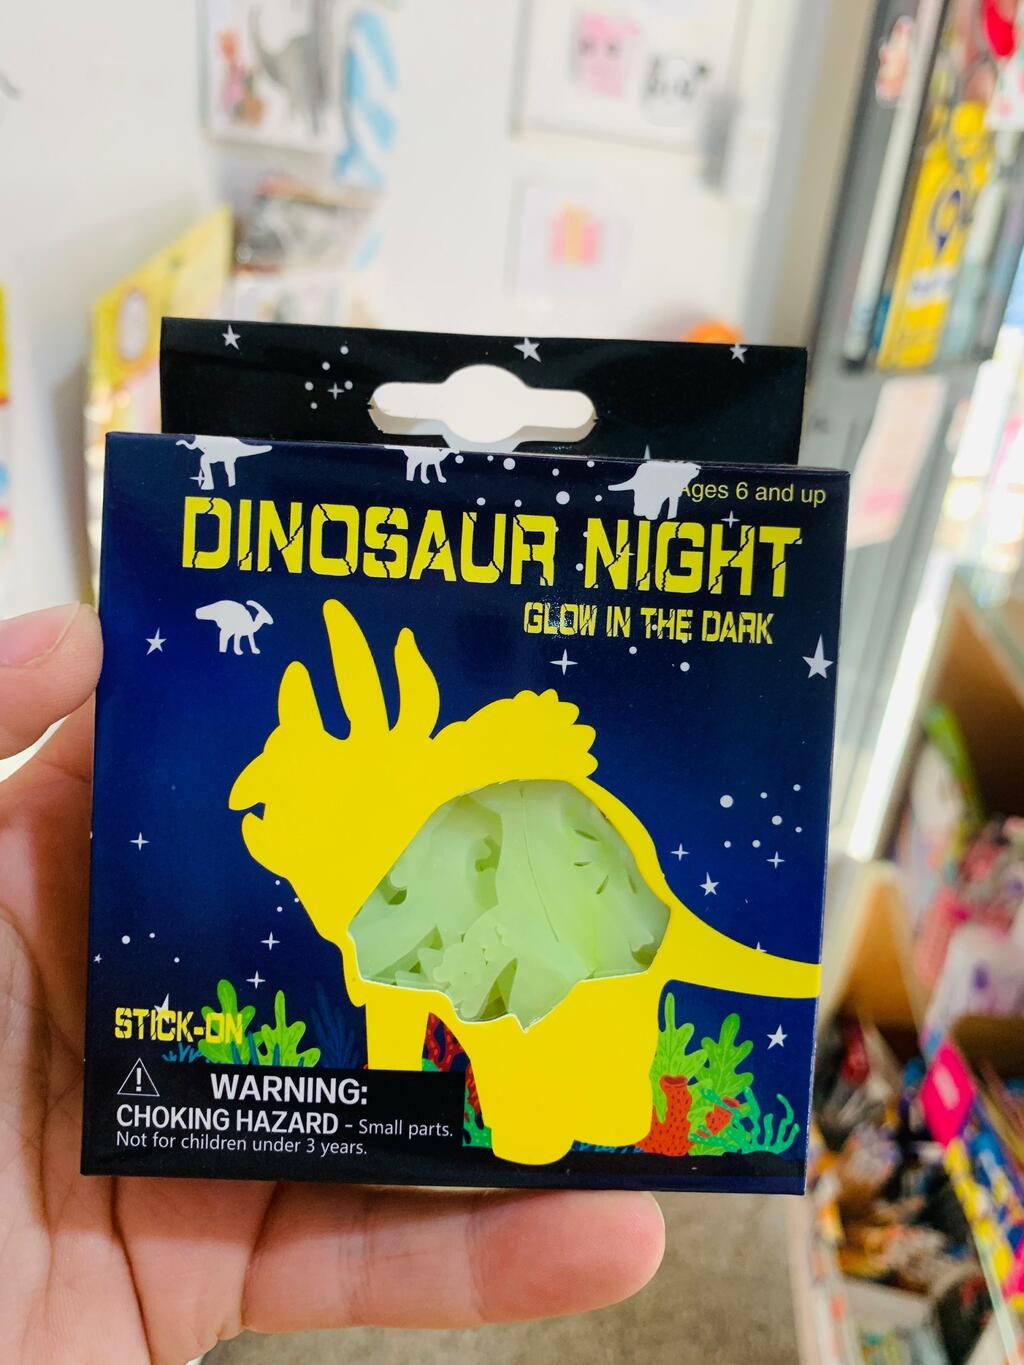 Ages 6 and up
DINOSAUR NIGHT
GLOW IN THE DARK
STICK-ON
WARNING:
CHOKING HAZARD - Small parts.
Not for children under 3 years.